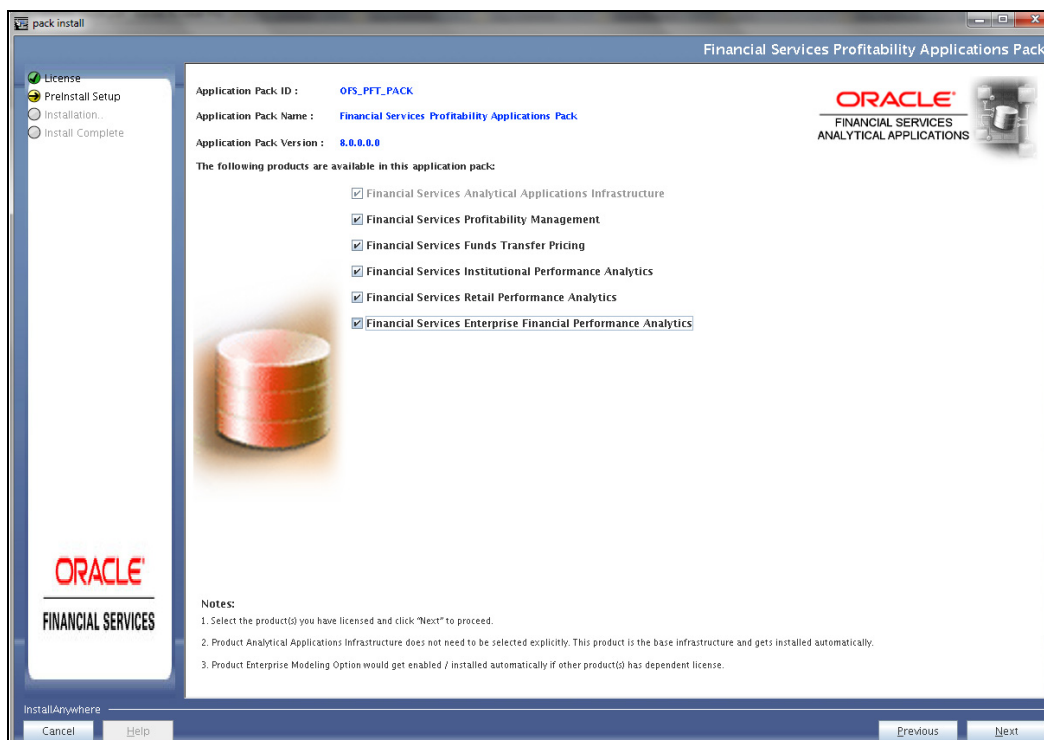 pack install
Financial Services Profitability Applications Pack
License
PreInstall Setup
Installation..
Install Complete
Application Pack ID : OFS_PFT_PACK
Application Pack Name : Financial Services Profitability Applications Pack
Application Pack Version : 8.0.0.0.0
The following products are available in this application pack:
ORACLE
FINANCIAL SERVICES
ANALYTICAL APPLICATIONS
Financial Services Analytical Applications Infrastructure
Financial Services Profitability Management
Financial Services Funds Transfer Pricing
Financial Services Institutional Performance Analytics
Financial Services Retail Performance Analytics
Financial Services Enterprise Financial Performance Analytics
ORACLE
FINANCIAL SERVICES
Notes:
1. Select the product(s) you have licensed and click "Next" to proceed.
2. Product Analytical Applications Infrastructure does not need to be selected explicitly. This product is the base infrastructure and gets installed automatically.
3. Product Enterprise Modeling Option would get enabled / installed automatically if other product(s) has dependent license.
InstallAnywhere
Cancel Help Previous Next